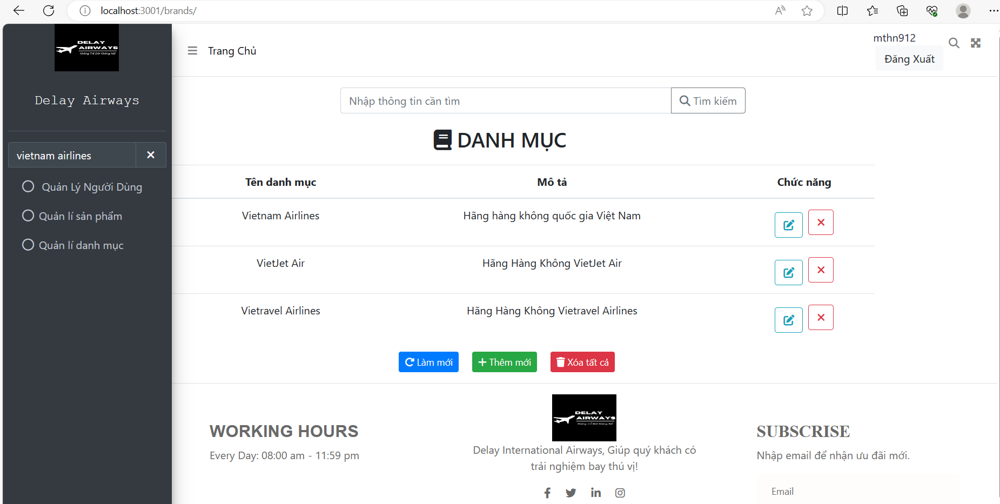 localhost:3001/brands/
DELAY
AIRWAYS
Delay Airways
vietnam airlines
Quản Lý Người Dùng
Quản lí sản phẩm
Quản lí danh mục
Trang Chủ
mthn912
Đăng Xuất
Nhập thông tin cần tìm
Tìm kiếm
DANH MỤC
Tên danh mục Mô tả Chức năng
Vietnam Airlines Hãng hàng không quốc gia Việt Nam
VietJet Air Hãng Hàng Không VietJet Air
Vietravel Airlines Hãng Hàng Không Vietravel Airlines
Làm mới Thêm mới Xóa tất cả
WORKING HOURS
Every Day: 08:00 am - 11:59 pm
DELAY
AIRWAYS
Delay International Airways, Giúp quý khách có
trải nghiệm bay thú vị!
SUBSCRISE
Nhập email để nhận ưu đãi mới.
Email